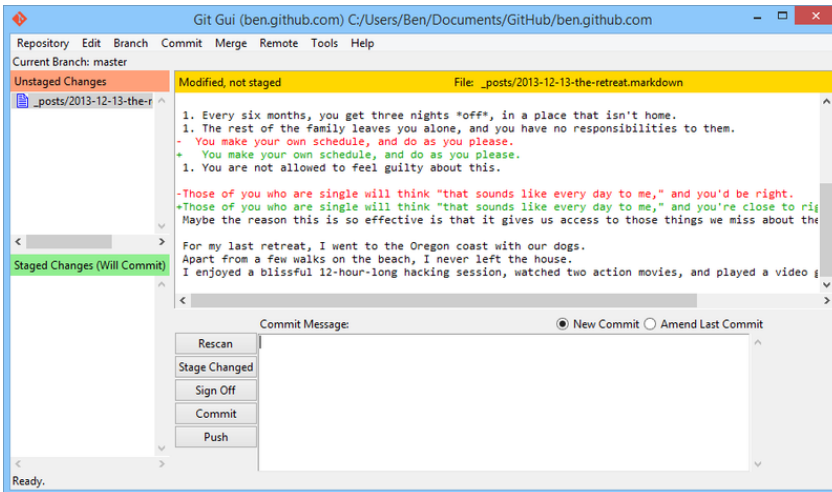 Git Gui (ben.github.com) C:/Users/Ben/Documents/GitHub/ben.github.com
Repository Edit Branch Commit Merge Remote Tools Help
Current Branch: master
Unstaged Changes
_posts/2013-12-13-the-r
Modified, not staged File: _posts/2013-12-13-the-retreat.markdown
1. Every six months, you get three nights *off*, in a place that isn't home.
1. The rest of the family leaves you alone, and you have no responsibilities to them.
- You make your own schedule, and do as you please.
+ You make your own schedule, and do as you please.
1. You are not allowed to feel guilty about this.
-Those of you who are single will think "that sounds like every day to me," and you'd be right.
+Those of you who are single will think "that sounds like every day to me," and you're close to rig
Maybe the reason this is so effective is that it gives us access to those things we miss about the
For my last retreat, I went to the Oregon coast with our dogs.
Apart from a few walks on the beach, I never left the house.
I enjoyed a blissful 12-hour-long hacking session, watched two action movies, and played a video g
Staged Changes (Will Commit)
Commit Message: New Commit Amend Last Commit
Rescan
Stage Changed
Sign Off
Commit
Push
Ready.